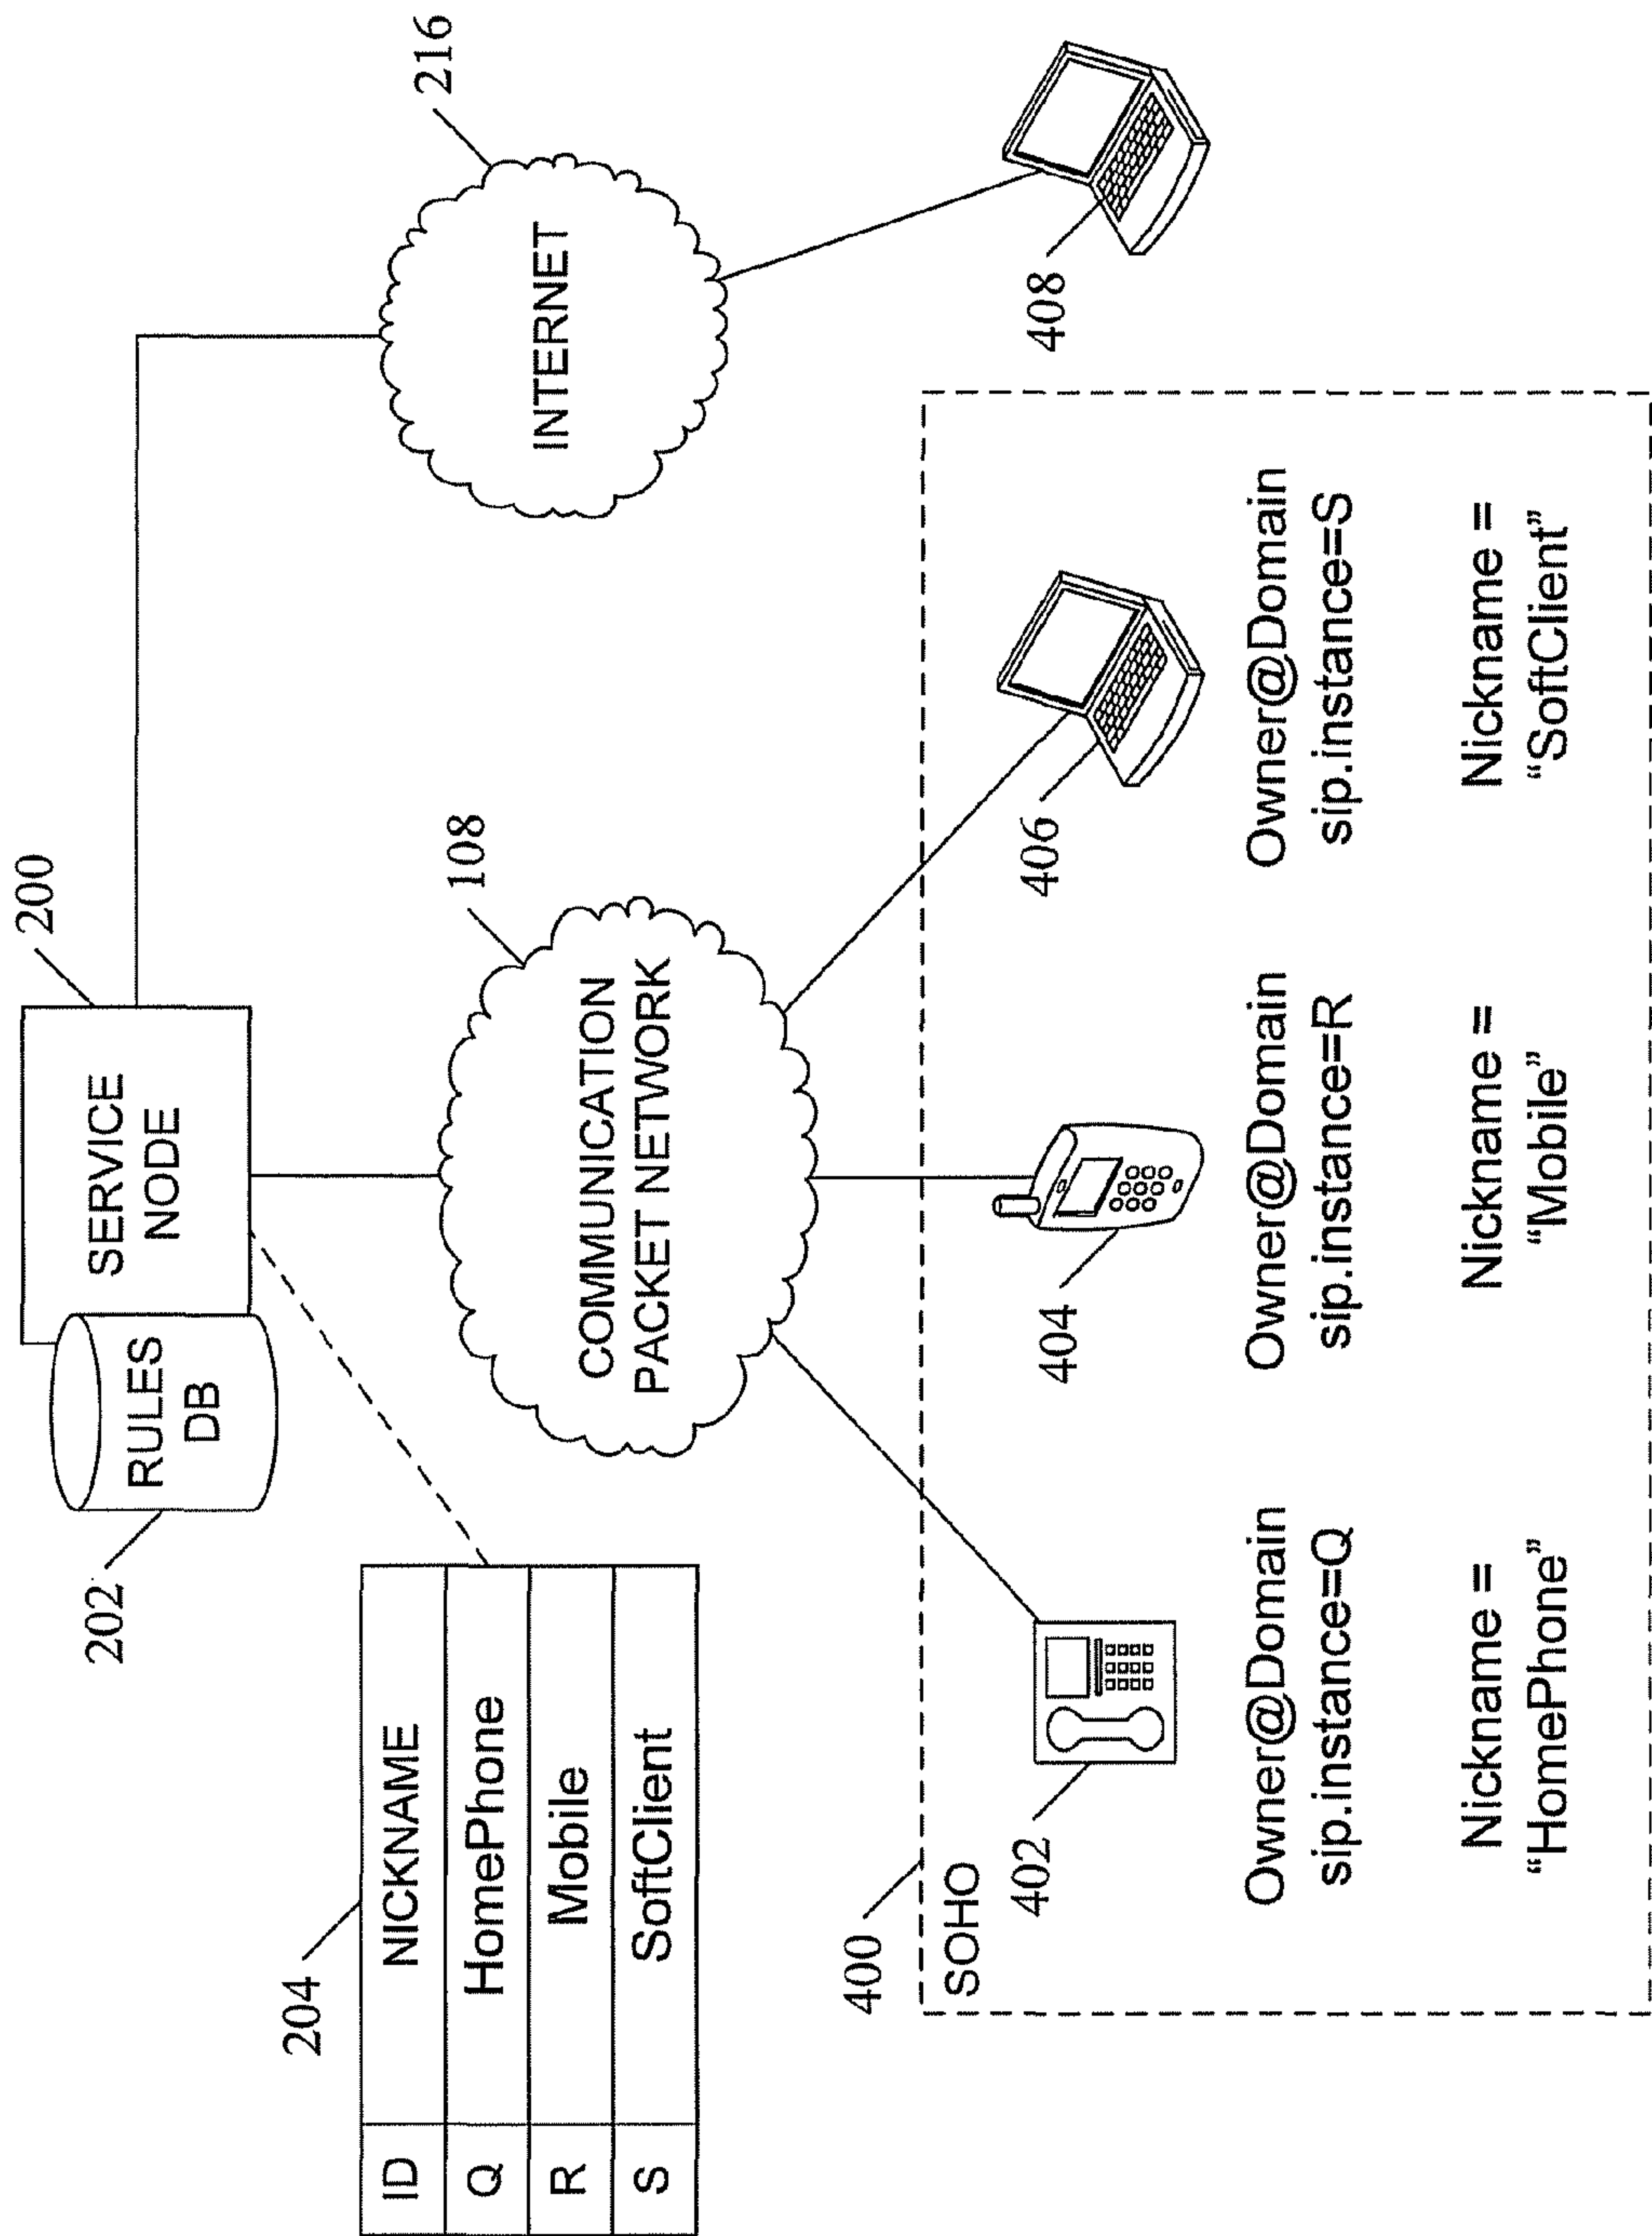 200
SERVICE
NODE
RULES
DB
202
204
ID NICKNAME
Q HomePhone
R Mobile
S SoftClient
216
INTERNET
108
COMMUNICATION
PACKET NETWORK
400
SOHO
402
404
406
408
Owner@Domain
sip.instance=Q
Nickname =
“HomePhone”
Owner@Domain
sip.instance=R
Nickname =
“Mobile”
Owner@Domain
sip.instance=S
Nickname =
“SoftClient”